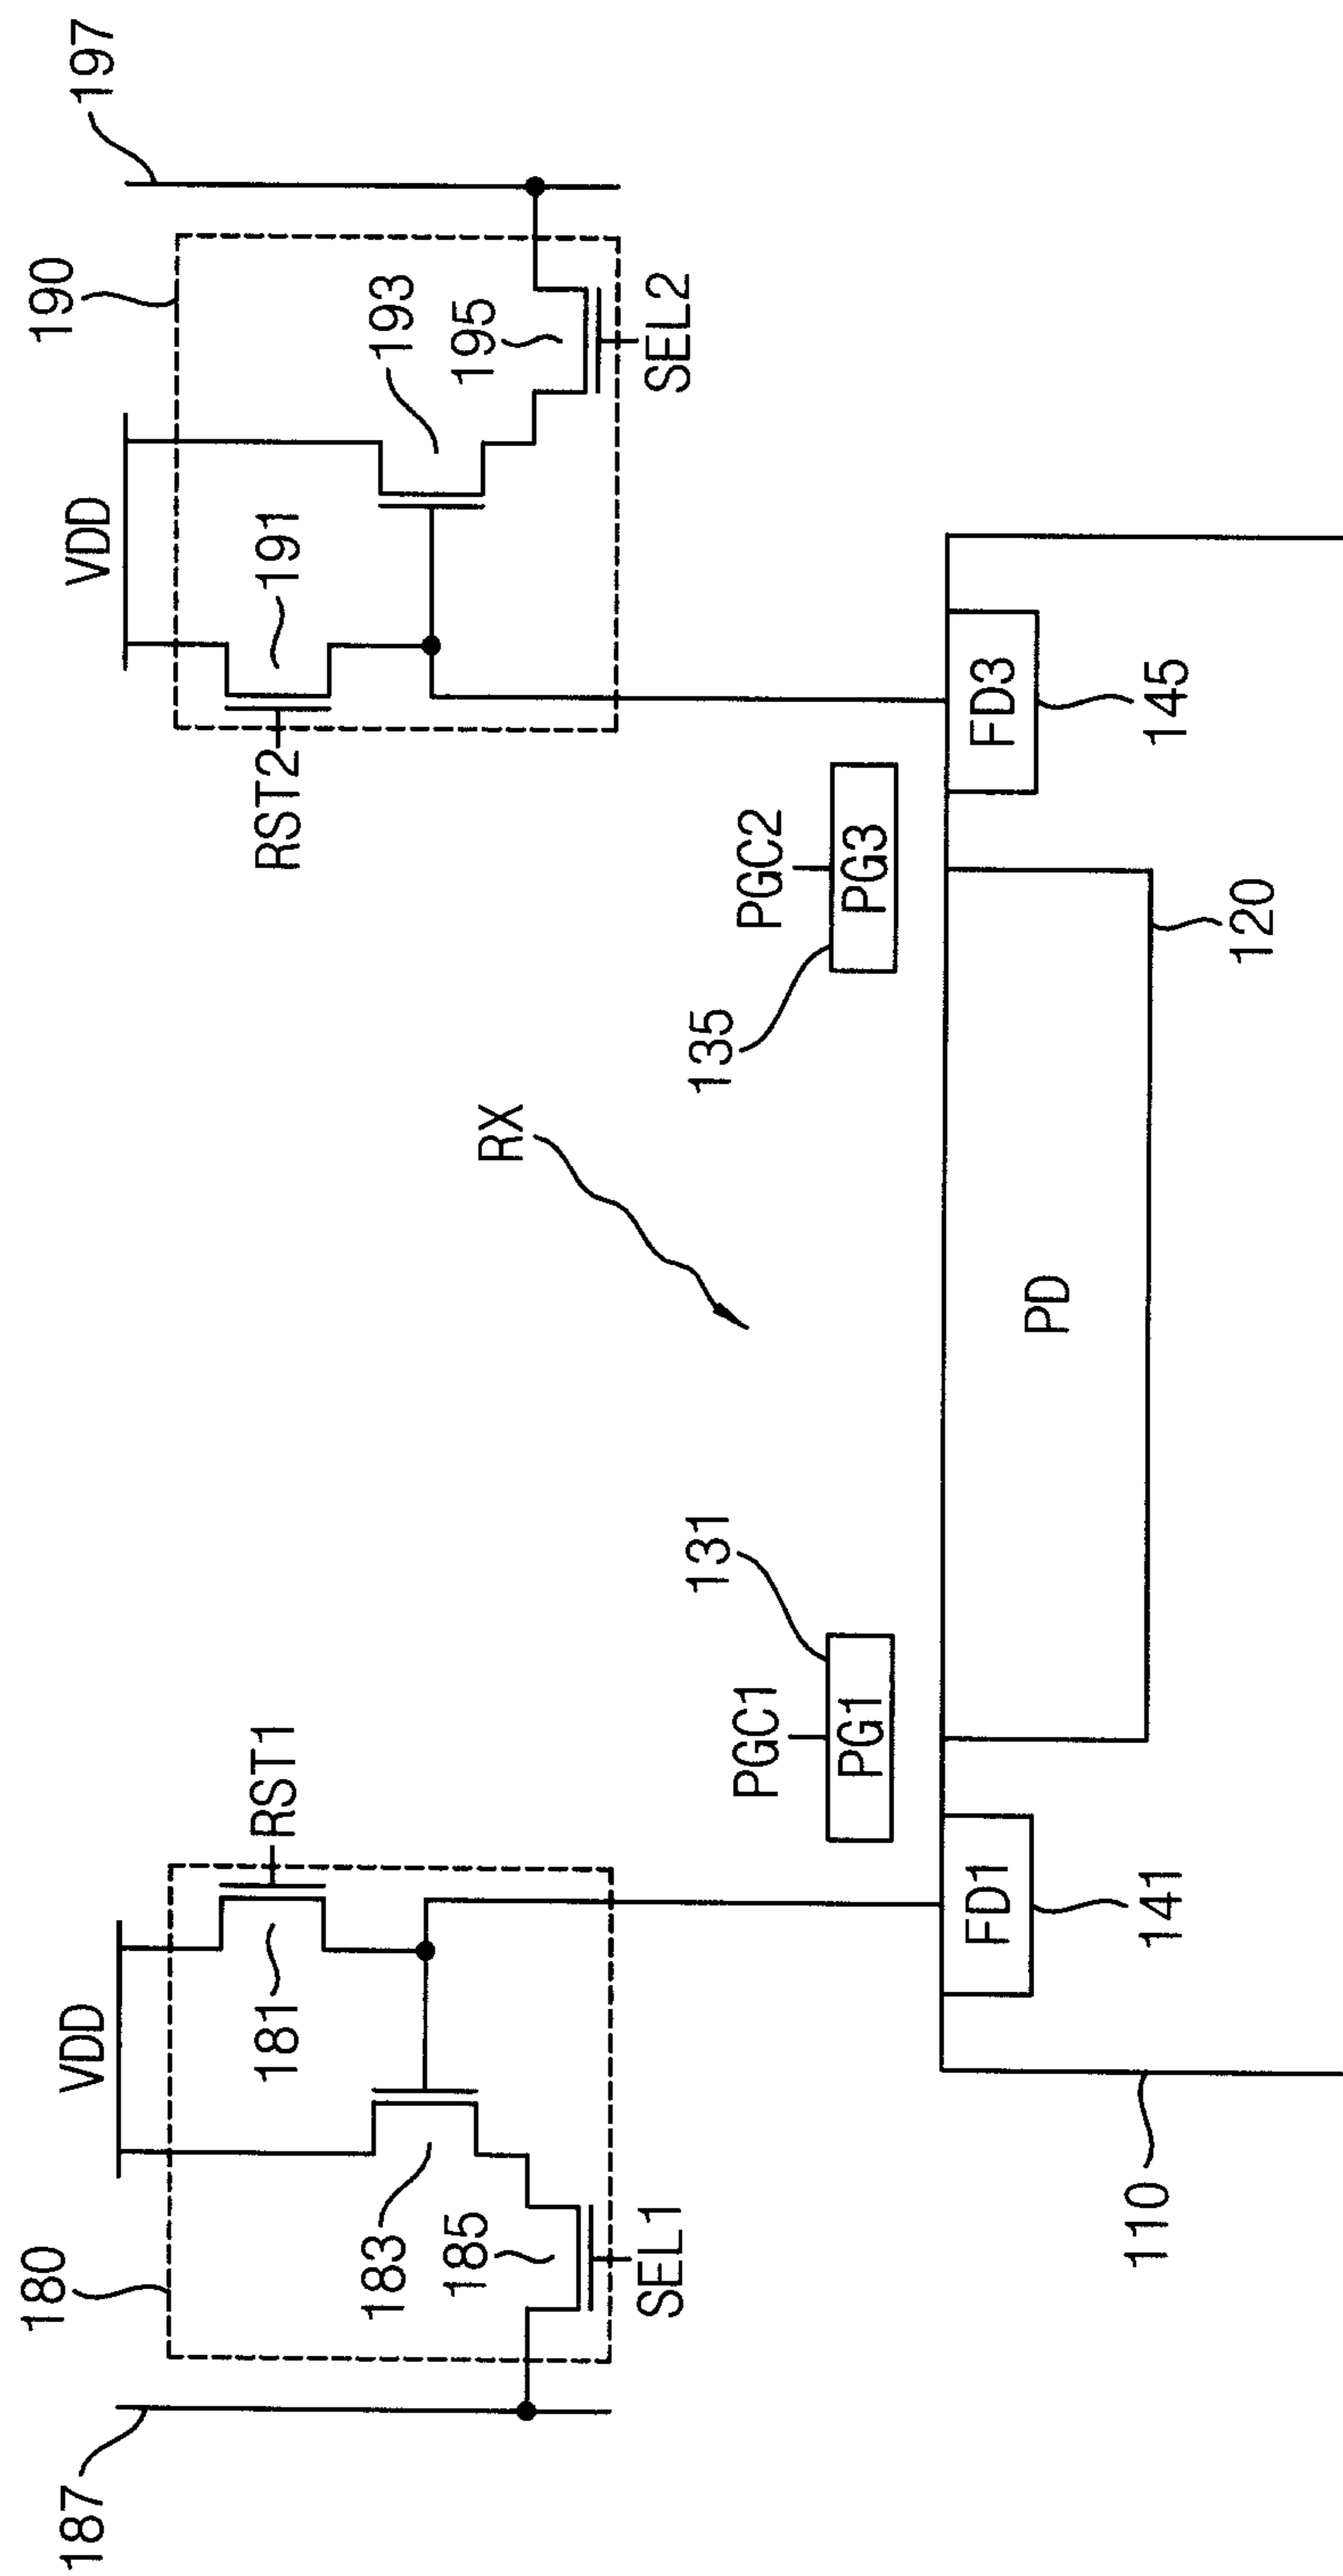 180
VDD
VDD
190
197
187
181
RST1
RST2
191
183
185
193
195
SEL1
SEL2
RX
PGC1
131
135
PGC2
PG1
PG3
FD1
PD
FD3
110
141
120
145